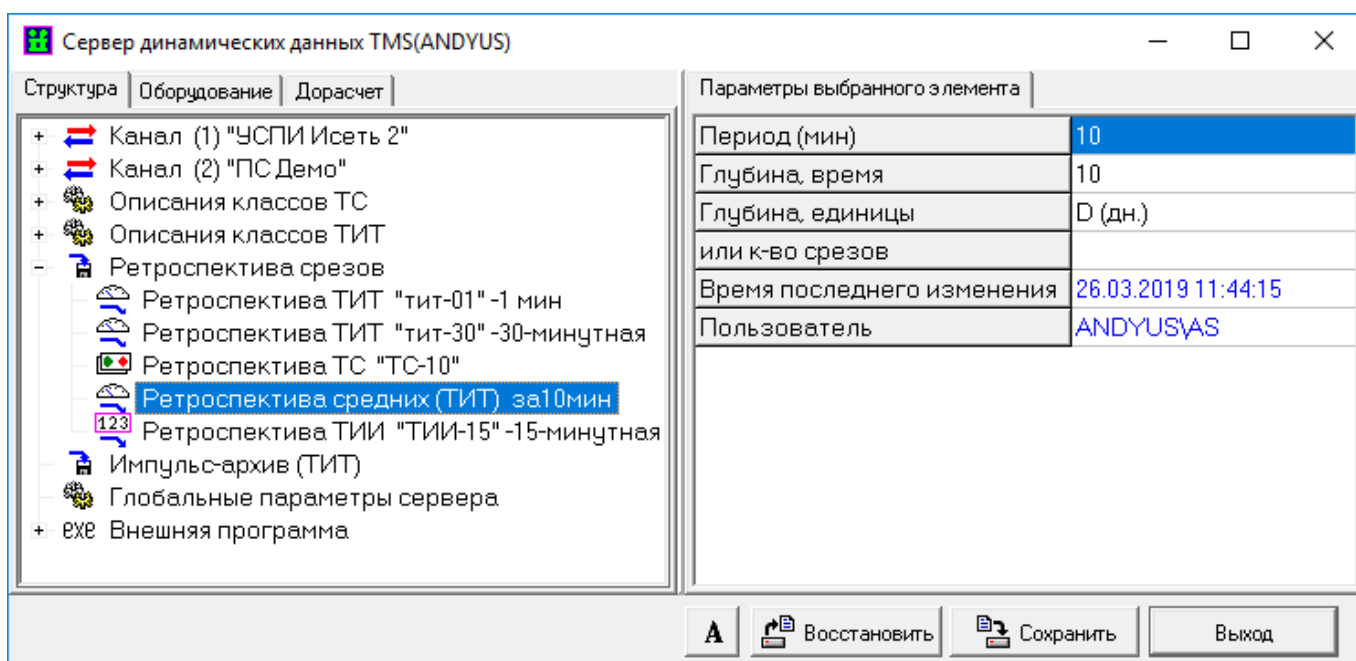 Сервер динамических данных TMS(ANDYUS)
Структура Оборудование Дорасчет
Канал (1) "УСПИ Исеть 2"
Канал (2) "ПС Демо"
Описания классов ТС
Описания классов ТИТ
Ретроспектива срезов
Ретроспектива ТИТ "тит-01" -1 мин
Ретроспектива ТИТ "тит-30" -30-минутная
Ретроспектива ТС "ТС-10"
Ретроспектива средних (ТИТ) за10мин
123
Ретроспектива ТИИ "ТИИ-15" -15-минутная
Импульс-архив (ТИТ)
Глобальные параметры сервера
exe Внешняя программа
Параметры выбранного элемента
Период (мин) 10
Глубина, время 10
Глубина, единицы D (дн.)
или к-во срезов
Время последнего изменения 26.03.2019 11:44:15
Пользователь ANDYUS\AS
A Восстановить Сохранить Выход